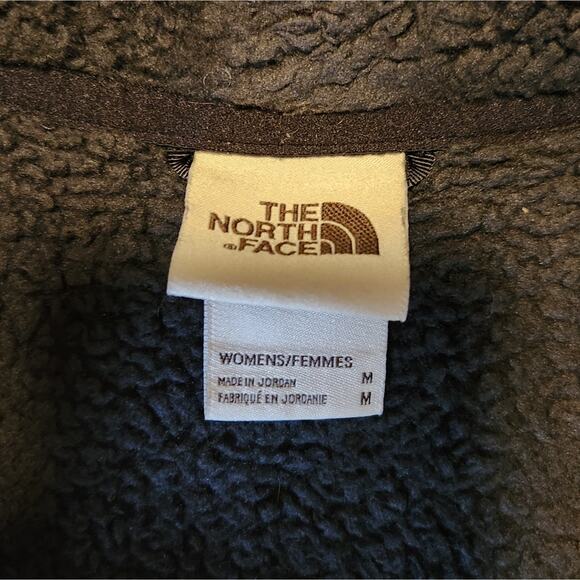 THE
NORTH
® FACE
WOMENS/FEMMES
MADE IN JORDAN M
FABRIQUÉ EN JORDANIE M